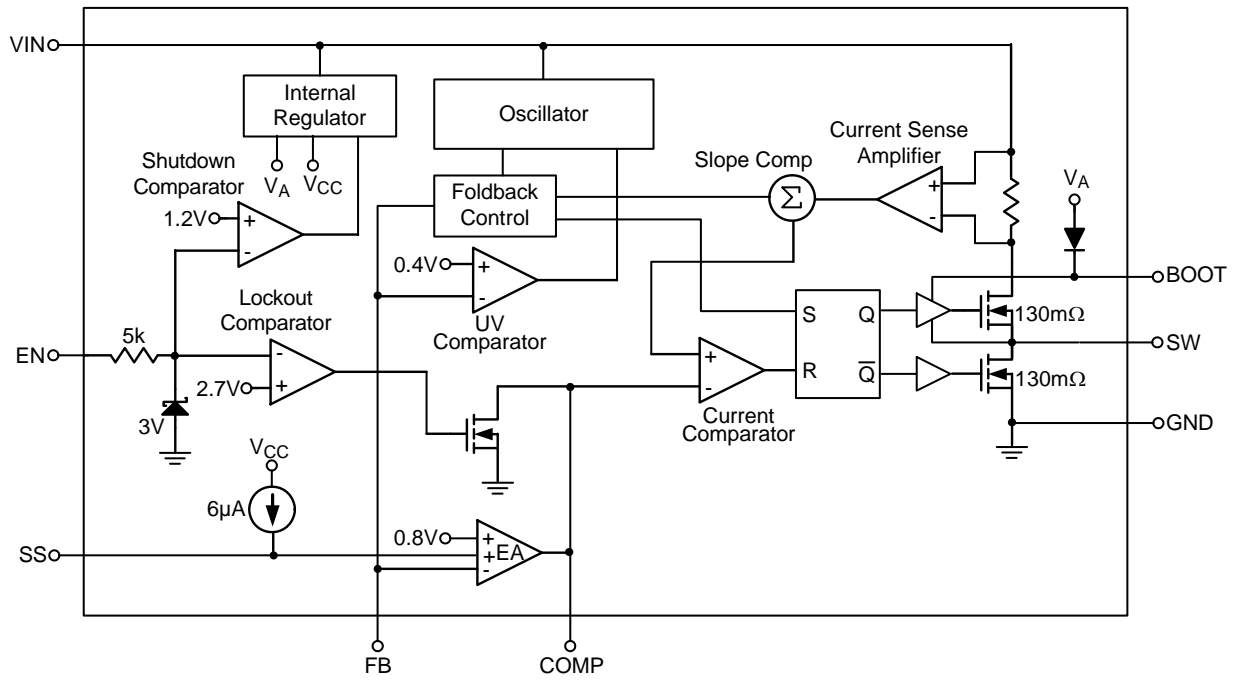 VIN
Internal
Regulator
Oscillator
Current Sense
Amplifier
Shutdown
Comparator
VA
VCC
Slope Comp
VA
Foldback
Control
Σ
+
-
1.2V
+
-
0.4V
+
-
BOOT
Lockout
Comparator
UV
Comparator
S
Q
130mΩ
5k
EN
-
SW
+
R
Q
2.7V
+
-
130mΩ
3V
Current
Comparator
GND
VCC
6µA
0.8V
+
SS
+
EA
-
FB
COMP